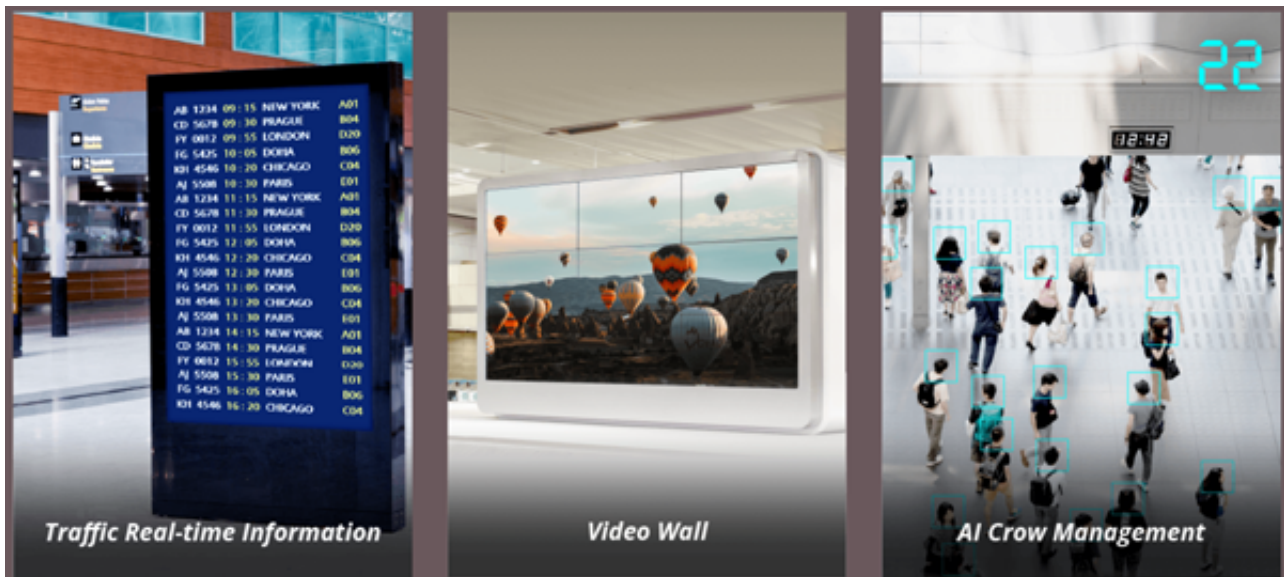 AB 1234 09:15 NEW YORK A01
CD 5678 09:30 PRAGUE B04
FY 0012 09:55 LONDON D20
FG 5425 10:05 DOHA B06
KH 4546 10:20 CHICAGO C04
AJ 5508 10:30 PARIS E01
AB 1234 11:15 NEW YORK A01
CD 5678 11:30 PRAGUE B04
FY 0012 11:55 LONDON D20
FG 5425 12:05 DOHA B06
KH 4546 12:20 CHICAGO C04
AJ 5508 12:30 PARIS E01
FG 5425 13:05 DOHA B06
KH 4546 13:20 CHICAGO C04
AJ 5508 13:30 PARIS E01
AB 1234 14:15 NEW YORK A01
CD 5678 14:30 PRAGUE B04
FY 0012 15:55 LONDON D20
AJ 5508 15:30 PARIS E01
FG 5425 16:05 DOHA B06
KH 4546 16:20 CHICAGO C04
Traffic Real-time Information
Video Wall
22
12:42
AI Crow Management